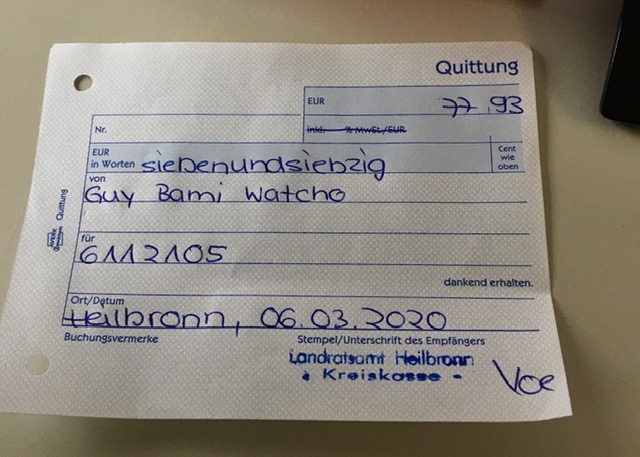 Quittung
EUR 77,93
Nr. inkl. % MwSt./EUR
EUR
in Worten siebenundsiebzig
Cent
wie
oben
von
Guy Bami Watcho
für
6112105
dankend erhalten.
Ort/Datum
Heilbronn, 06.03.2020
Buchungsvermerke Stempel/Unterschrift des Empfängers
Landratsamt Heilbronn
- Kreiskasse -
Voe
Quittung